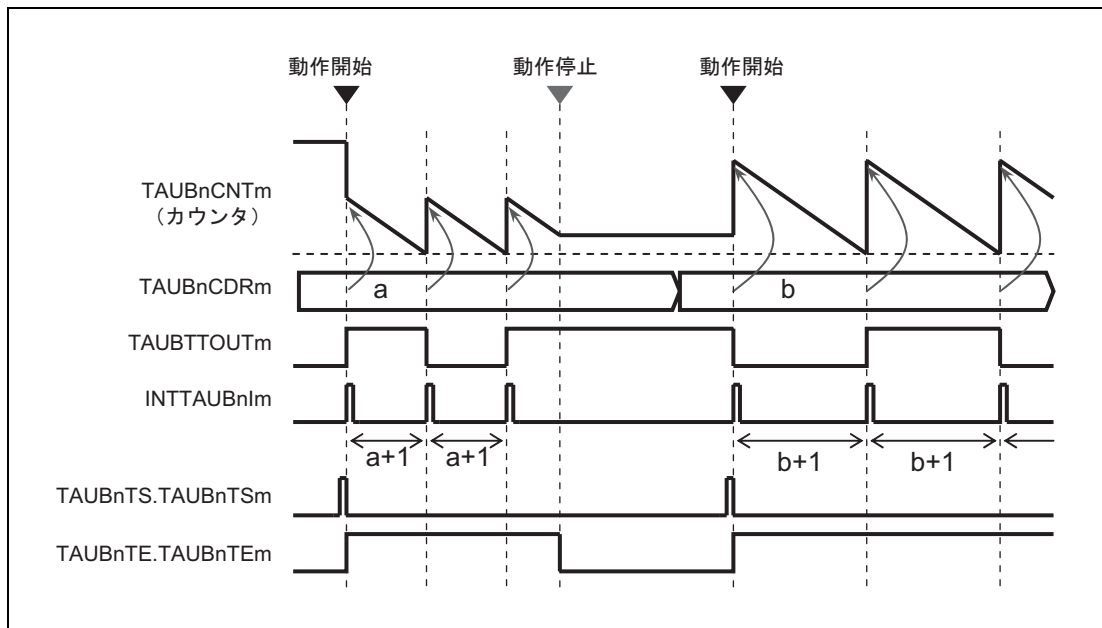 動作開始 動作停止 動作開始
TAUBnCNTm
（カウンタ）
TAUBnCDRm a b
TAUBTTOUTm
INTTAUBnIm
a+1 a+1 b+1 b+1
TAUBnTS.TAUBnTSm
TAUBnTE.TAUBnTEm